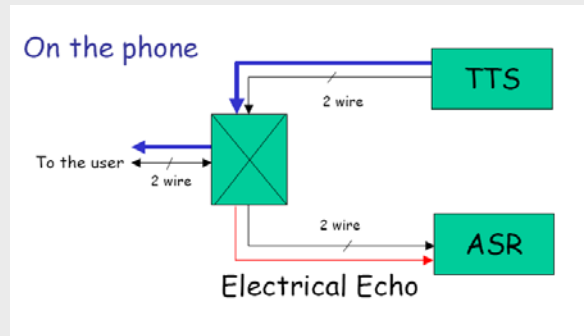 On the phone
TTS
2 wire
To the user
2 wire
2 wire
ASR
Electrical Echo